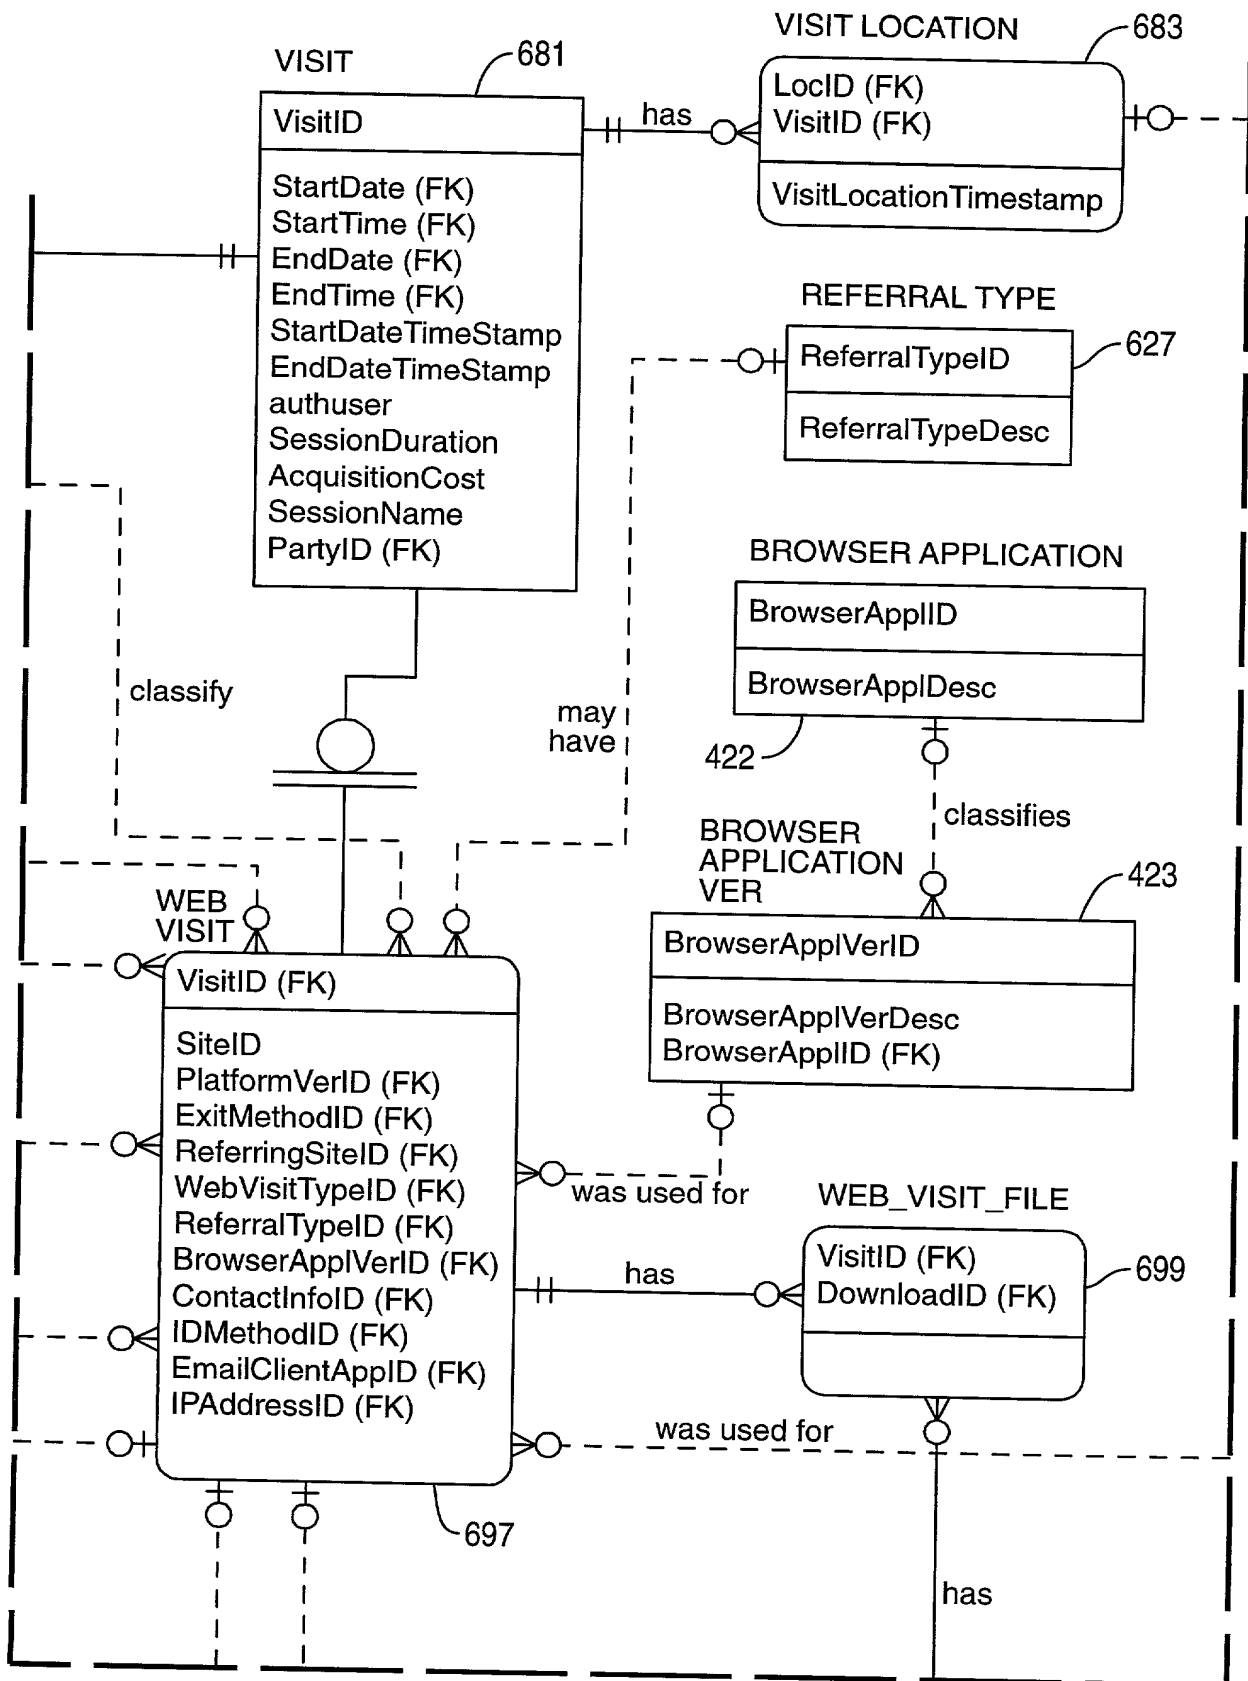 VISIT
681
VisitID
StartDate (FK)
StartTime (FK)
EndDate (FK)
EndTime (FK)
StartDateTimeStamp
EndDateTimeStamp
authuser
SessionDuration
AcquisitionCost
SessionName
PartyID (FK)
has
VISIT LOCATION
683
LocID (FK)
VisitID (FK)
VisitLocationTimestamp
REFERRAL TYPE
627
ReferralTypeID
ReferralTypeDesc
BROWSER APPLICATION
BrowserApplID
BrowserApplDesc
422
classify
may
have
classifies
BROWSER
APPLICATION
VER
423
BrowserApplVerID
BrowserApplVerDesc
BrowserApplID (FK)
WEB
VISIT
VisitID (FK)
SiteID
PlatformVerID (FK)
ExitMethodID (FK)
ReferringSiteID (FK)
WebVisitTypeID (FK)
ReferralTypeID (FK)
BrowserApplVerID (FK)
ContactInfoID (FK)
IDMethodID (FK)
EmailClientAppID (FK)
IPAddressID (FK)
697
was used for
has
WEB_VISIT_FILE
VisitID (FK)
DownloadID (FK)
699
was used for
has